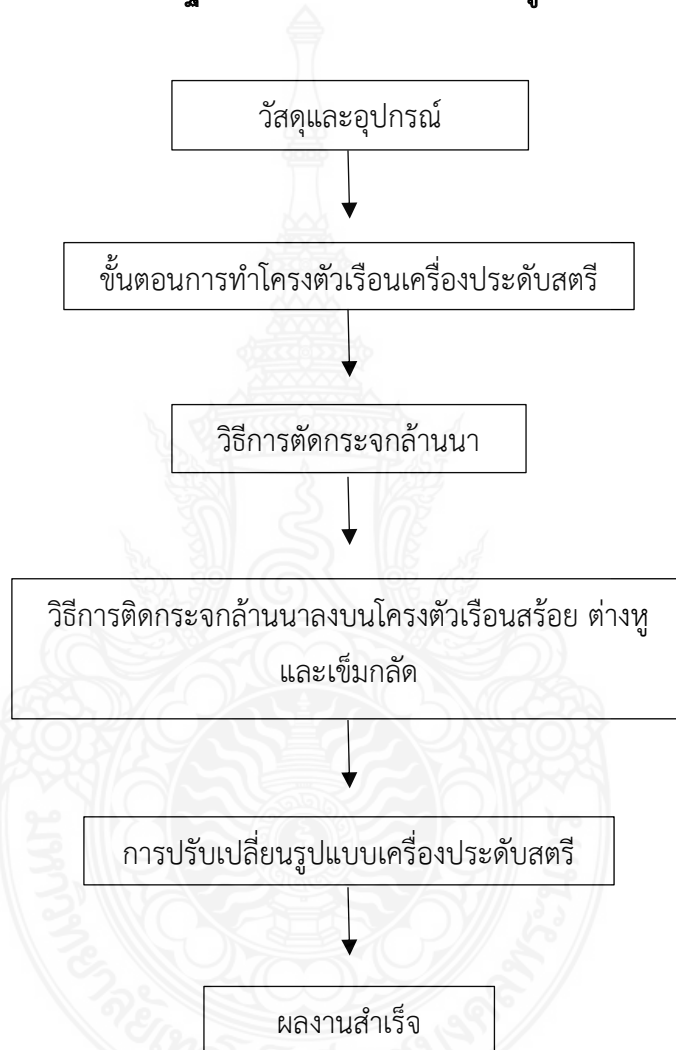 วัสดุและอุปกรณ์
ขั้นตอนการทำโครงตัวเรือนเครื่องประดับสตรี
วิธีการตัดกระจกล้านนา
วิธีการติดกระจกล้านนาลงบนโครงตัวเรือนสร้อย ต่างหู
และเข็มกลัด
การปรับเปลี่ยนรูปแบบเครื่องประดับสตรี
ผลงานสำเร็จ